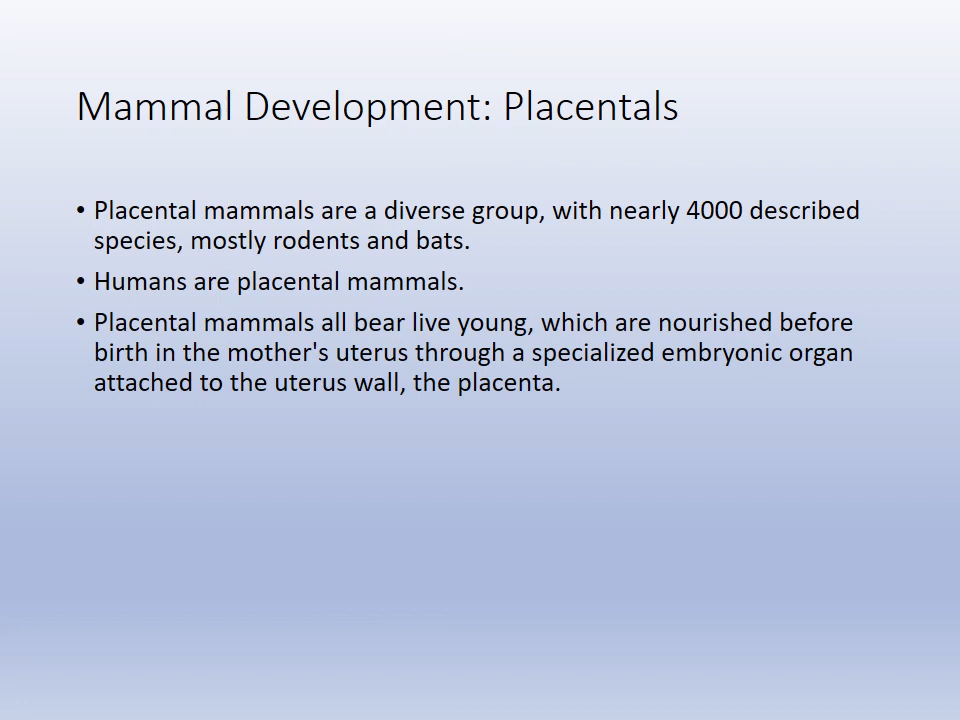 Mammal Development: Placentals
• Placental mammals are a diverse group, with nearly 4000 described
species, mostly rodents and bats.
• Humans are placental mammals.
• Placental mammals all bear live young, which are nourished before
birth in the mother's uterus through a specialized embryonic organ
attached to the uterus wall, the placenta.